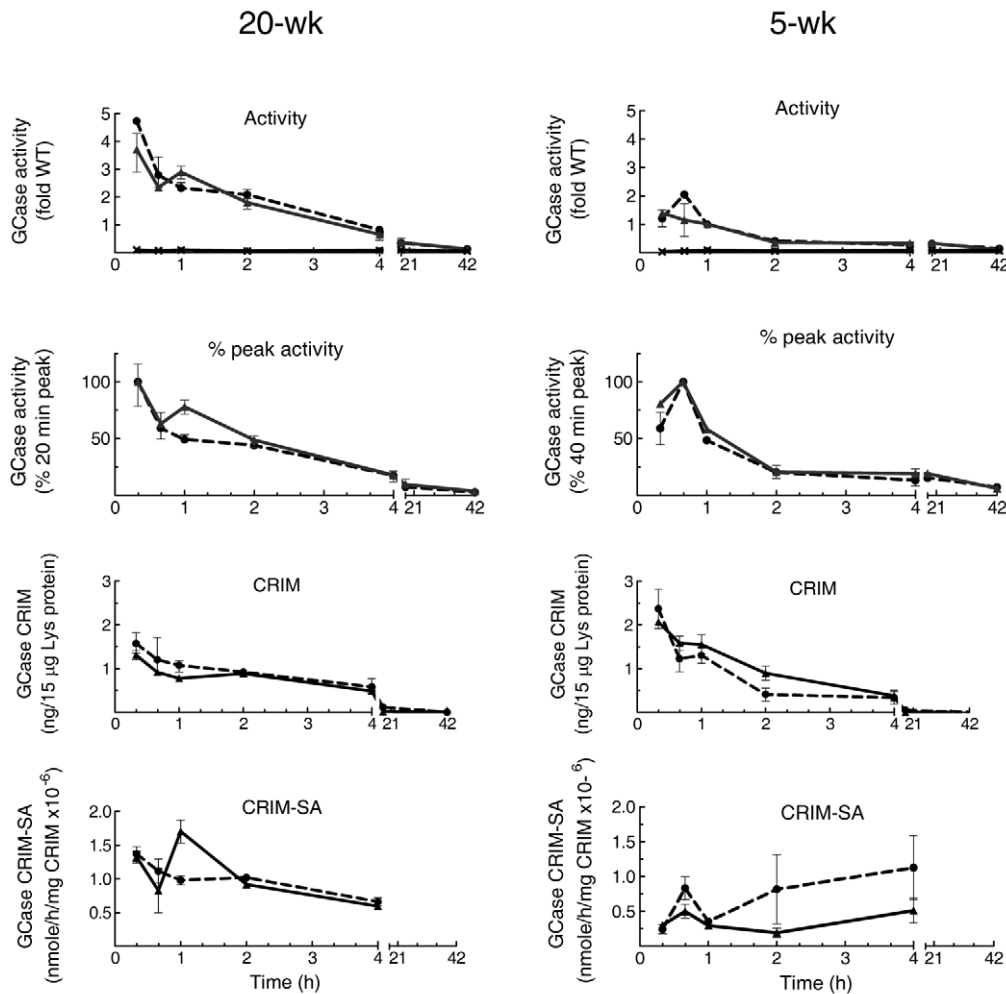 20-wk
5-wk
GCase activity
(fold WT)
Activity
5
4
3
2
1
0 1 2 3 4 21 42
GCase activity
(fold WT)
Activity
5
4
3
2
1
0 1 2 3 4 21 42
GCase activity
(% 20 min peak)
% peak activity
100
50
0 1 2 3 4 21 42
GCase activity
(% 40 min peak)
% peak activity
100
50
0 1 2 3 4 21 42
GCase CRIM
(ng/15 µg Lys protein)
CRIM
3
2
1
0 1 2 3 4 21 42
GCase CRIM
(ng/15 µg Lys protein)
CRIM
3
2
1
0 1 2 3 4 21 42
GCase CRIM-SA
(nmole/h/mg CRIM x10-6)
CRIM-SA
2.0
1.5
1.0
0.5
0 1 2 3 4 21 42
Time (h)
GCase CRIM-SA
(nmole/h/mg CRIM x10- 6)
CRIM-SA
2.0
1.5
1.0
0.5
0 1 2 3 4 21 42
Time (h)